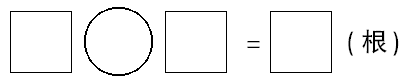 = (根)